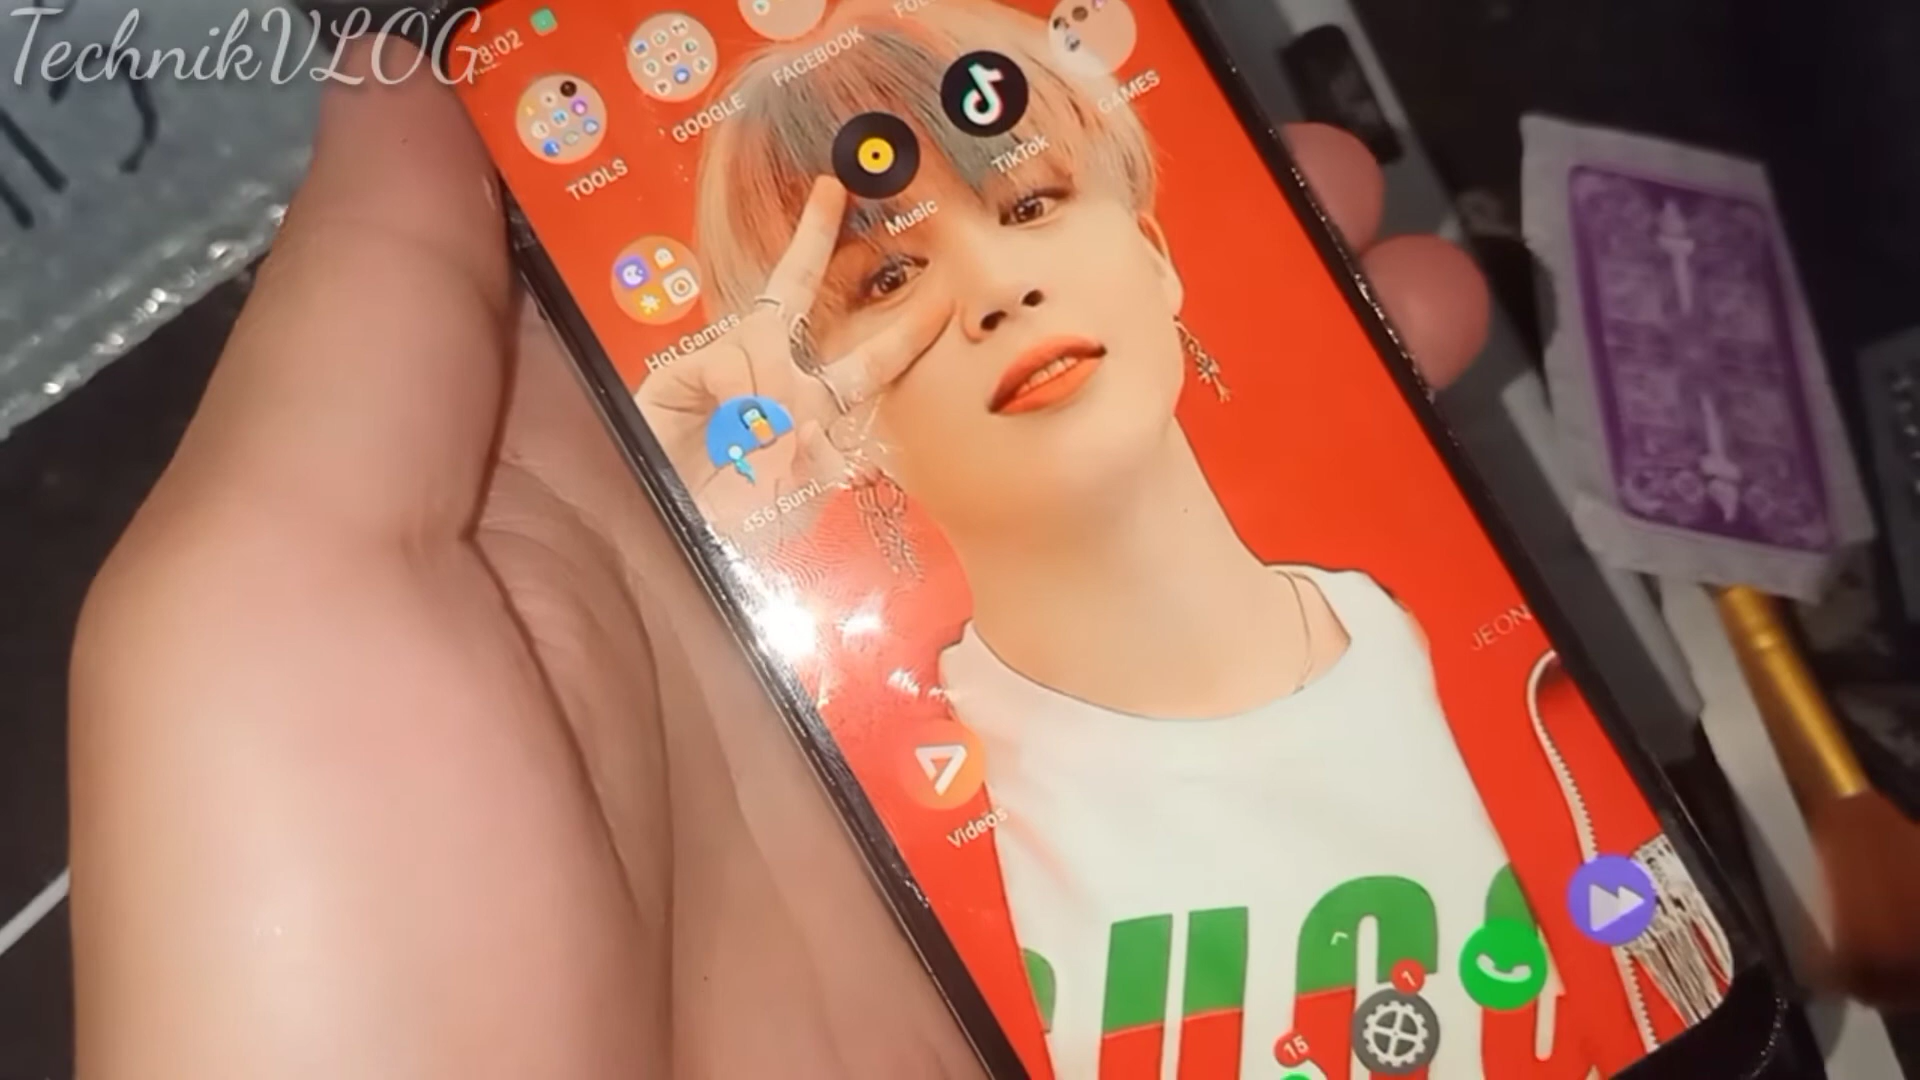 TechnikVLOG
8:02
FACEBOOK
GOOGLE
GAMES
TikTok
TOOLS
Music
Hot Games
456 Survi...
JEON
Videos
1
15